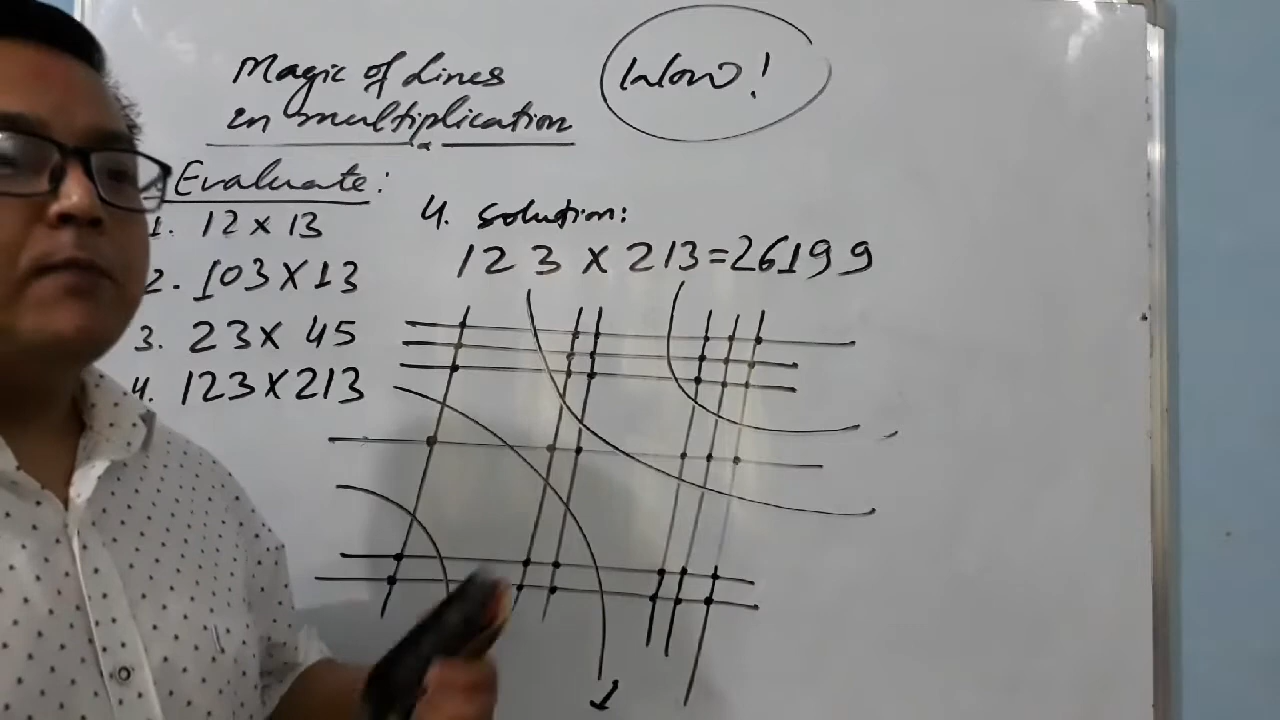 Magic of Lines
in multiplication
Wow!
Evaluate:
1. 12 x 13
2. 103 X 13
3. 23 x 45
4. 123 X 213
4. Solution:
123 x 213 = 26199
1